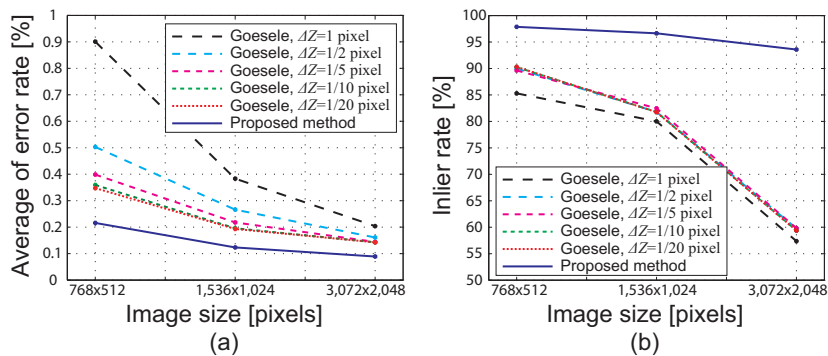 Average of error rate [%]
1
0.9
0.8
0.7
0.6
0.5
0.4
0.3
0.2
0.1
0
Goesele, ΔZ=1 pixel
Goesele, ΔZ=1/2 pixel
Goesele, ΔZ=1/5 pixel
Goesele, ΔZ=1/10 pixel
Goesele, ΔZ=1/20 pixel
Proposed method
768x512
1,536x1,024
3,072x2,048
Image size [pixels]
(a)
Inlier rate [%]
100
95
90
85
80
75
70
65
60
55
50
Goesele, ΔZ=1 pixel
Goesele, ΔZ=1/2 pixel
Goesele, ΔZ=1/5 pixel
Goesele, ΔZ=1/10 pixel
Goesele, ΔZ=1/20 pixel
Proposed method
768x512
1,536x1,024
3,072x2,048
Image size [pixels]
(b)